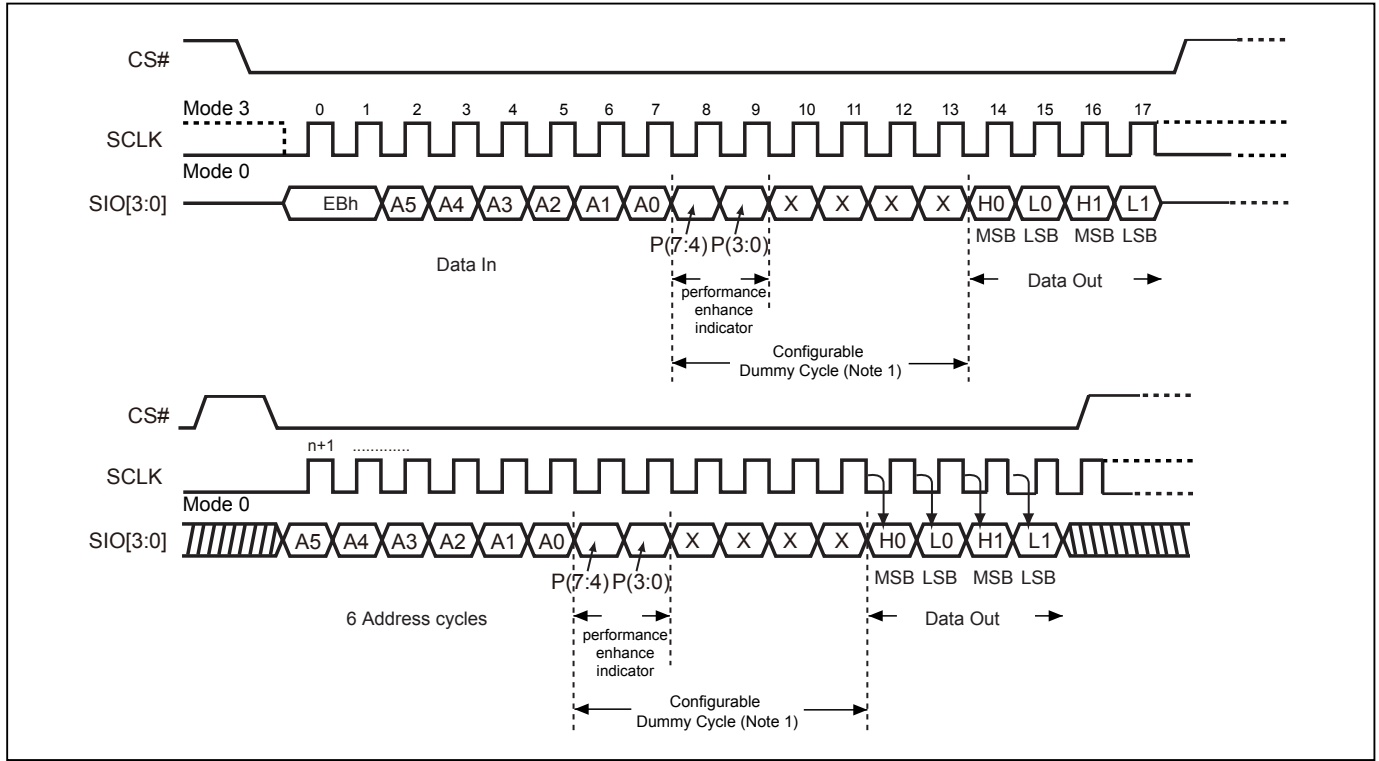 CS#
Mode 3
0 1 2 3 4 5 6 7 8 9 10 11 12 13 14 15 16 17
SCLK
Mode 0
SIO[3:0] EBh A5 A4 A3 A2 A1 A0 X X X X H0 L0 H1 L1
P(7:4) P(3:0) MSB LSB MSB LSB
Data In
Data Out
performance
enhance
indicator
Configurable
Dummy Cycle (Note 1)
CS#
n+1 .............
SCLK
Mode 0
SIO[3:0] A5 A4 A3 A2 A1 A0 X X X X H0 L0 H1 L1
P(7:4) P(3:0) MSB LSB MSB LSB
6 Address cycles
Data Out
performance
enhance
indicator
Configurable
Dummy Cycle (Note 1)